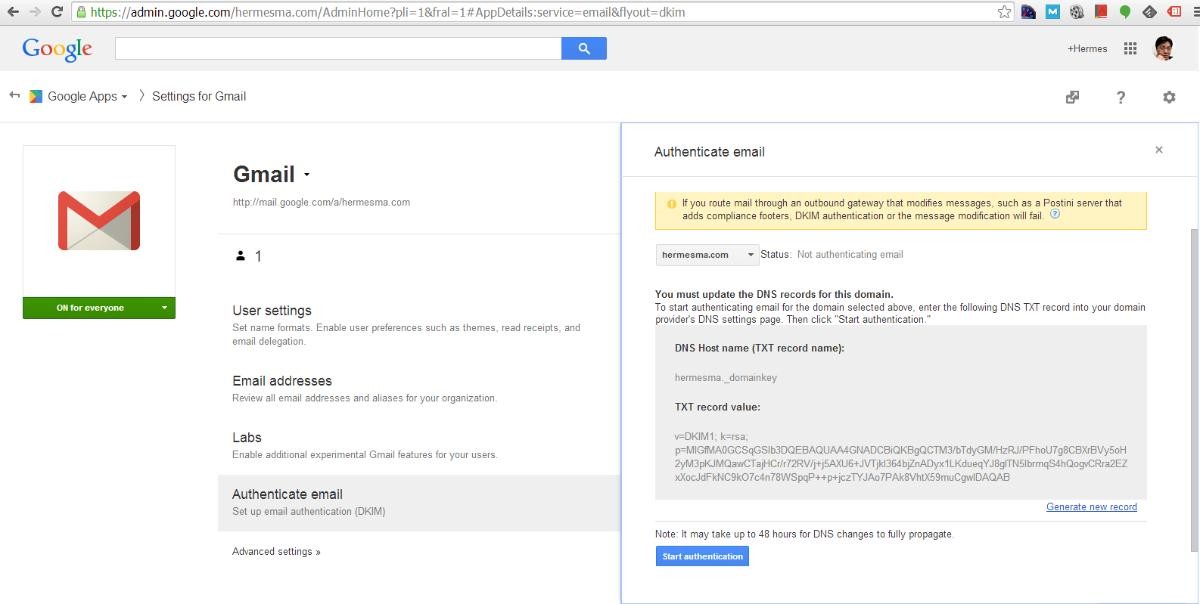 https://admin.google.com/hermesma.com/AdminHome?pli=1&fral=1#AppDetails:service=email&flyout=dkim
Google
+Hermes
Google Apps
Settings for Gmail
Gmail
http://mail.google.com/a/hermesma.com
1
ON for everyone
User settings
Set name formats. Enable user preferences such as themes, read receipts, and
email delegation.
Email addresses
Review all email addresses and aliases for your organization.
Labs
Enable additional experimental Gmail features for your users.
Authenticate email
Set up email authentication (DKIM)
Advanced settings »
Authenticate email
If you route mail through an outbound gateway that modifies messages, such as a Postini server that
adds compliance footers, DKIM authentication or the message modification will fail. ?
hermesma.com Status: Not authenticating email
You must update the DNS records for this domain.
To start authenticating email for the domain selected above, enter the following DNS TXT record into your domain
provider's DNS settings page. Then click "Start authentication."
DNS Host name (TXT record name):
hermesma._domainkey
TXT record value:
v=DKIM1; k=rsa;
p=MIGfMA0GCSqGSIb3DQEBAQUAA4GNADCBiQKBgQCTM3/bTdyGM/HzRJ/PFhoU7g8CBXrBVy5oH
2yM3pKJMQawCTajHCr/r72RV/j+j5AXU6+JVTjkl364bjZnADyx1LKdueqYJ8glTN5IbrmqS4hQogvCRra2EZ
xXocJdFkNC9kO7c4n78WSpqP++p+jczTYJAo7PAk8VhtX59muCgwIDAQAB
Generate new record
Note: It may take up to 48 hours for DNS changes to fully propagate.
Start authentication